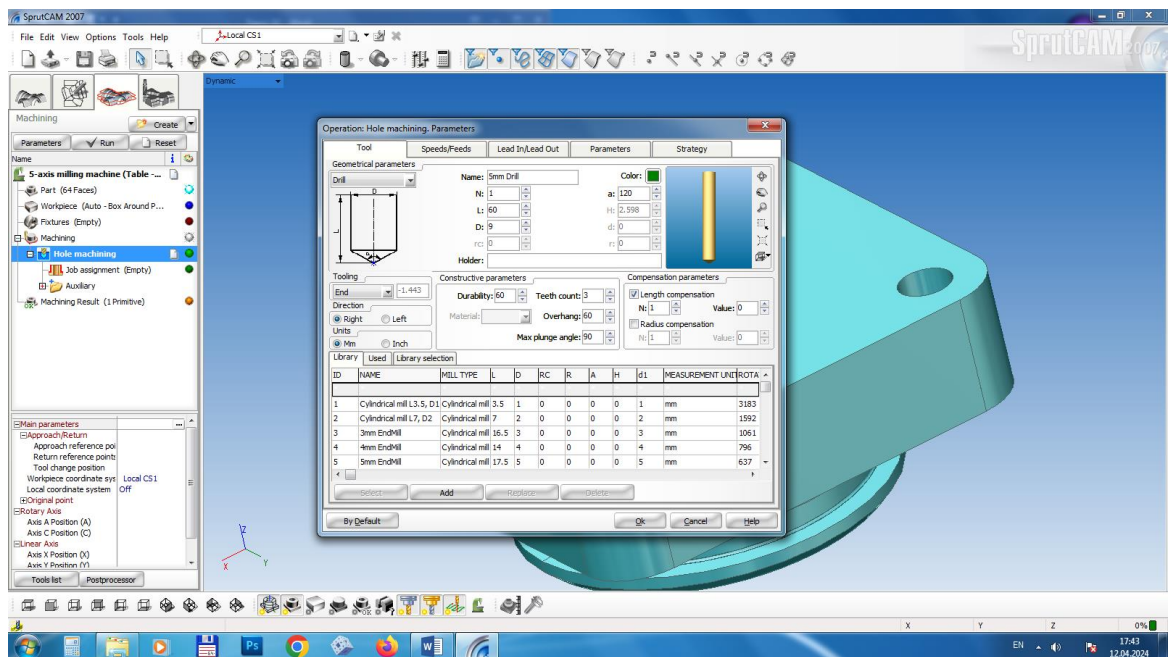 SprutCAM 2007
File Edit View Options Tools Help
Local CS1
SprutCAM 2007
Dynamic
Machining
Create
Parameters Run Reset
Name
5-axis milling machine (Table -...
Part (64 Faces)
Workpiece (Auto - Box Around P...
Fixtures (Empty)
Machining
Hole machining
Job assignment (Empty)
Auxiliary
Machining Result (1 Primitive)
Main parameters
Approach/Return
Approach reference poi
Return reference points
Tool change position
Workpiece coordinate sys Local CS1
Local coordinate system Off
Original point
Rotary Axis
Axis A Position (A)
Axis C Position (C)
Linear Axis
Axis X Position (X)
Axis Y Position (Y)
Tools list Postprocessor
Operation: Hole machining. Parameters
Tool Speeds/Feeds Lead In/Lead Out Parameters Strategy
Geometrical parameters
Drill
D
L
Name: 5mm Drill Color:
N: 1 a: 120
L: 60 H: 2.598
D: 9 d: 0
rc: 0 r: 0
Holder:
Tooling
End -1.443
Direction
Right Left
Units
Mm Inch
Constructive parameters
Durability: 60 Teeth count: 3
Material: Overhang: 60
Max plunge angle: 90
Compensation parameters
Length compensation
N: 1 Value: 0
Radius compensation
N: 1 Value: 0
Library Used Library selection
ID NAME MILL TYPE L D RC R A H d1 MEASUREMENT UNIT ROTA
1 Cylindrical mill L3.5, D1 Cylindrical mill 3.5 1 0 0 0 0 1 mm 3183
2 Cylindrical mill L7, D2 Cylindrical mill 7 2 0 0 0 0 2 mm 1592
3 3mm EndMill Cylindrical mill 16.5 3 0 0 0 0 3 mm 1061
4 4mm EndMill Cylindrical mill 14 4 0 0 0 0 4 mm 796
5 5mm EndMill Cylindrical mill 17.5 5 0 0 0 0 5 mm 637
Select Add Replace Delete
By Default Ok Cancel Help
Z
X Y
X Y Z 0%
Ps
EN 17:43
12.04.2024